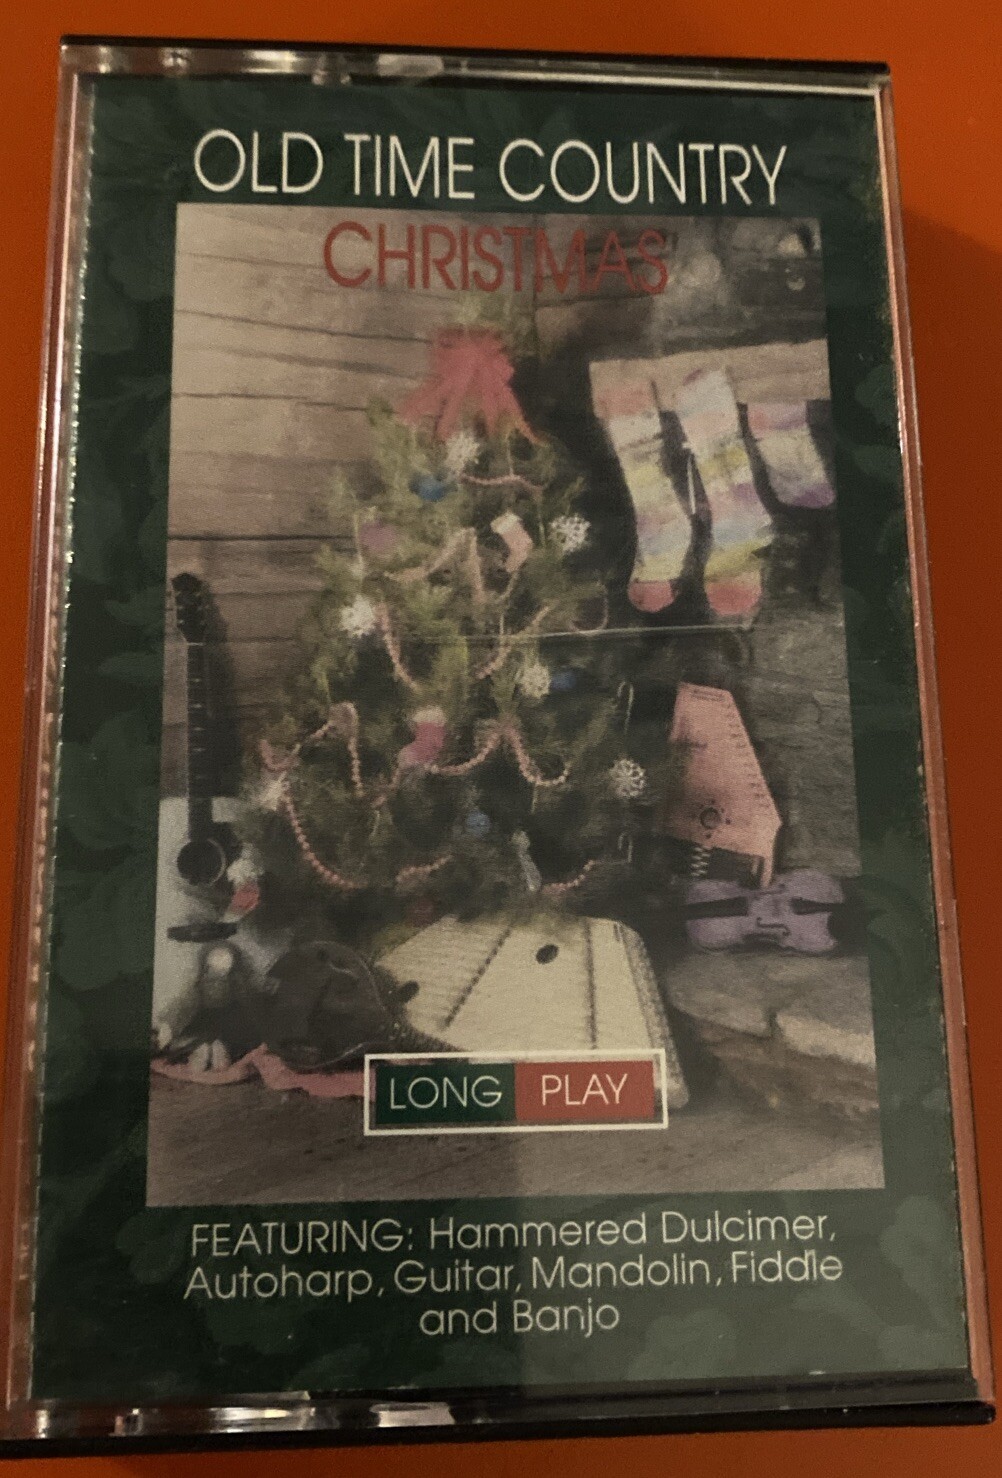 OLD TIME COUNTRY
CHRISTMAS
LONG PLAY
FEATURING: Hammered Dulcimer,
Autoharp, Guitar, Mandolin, Fiddle
and Banjo